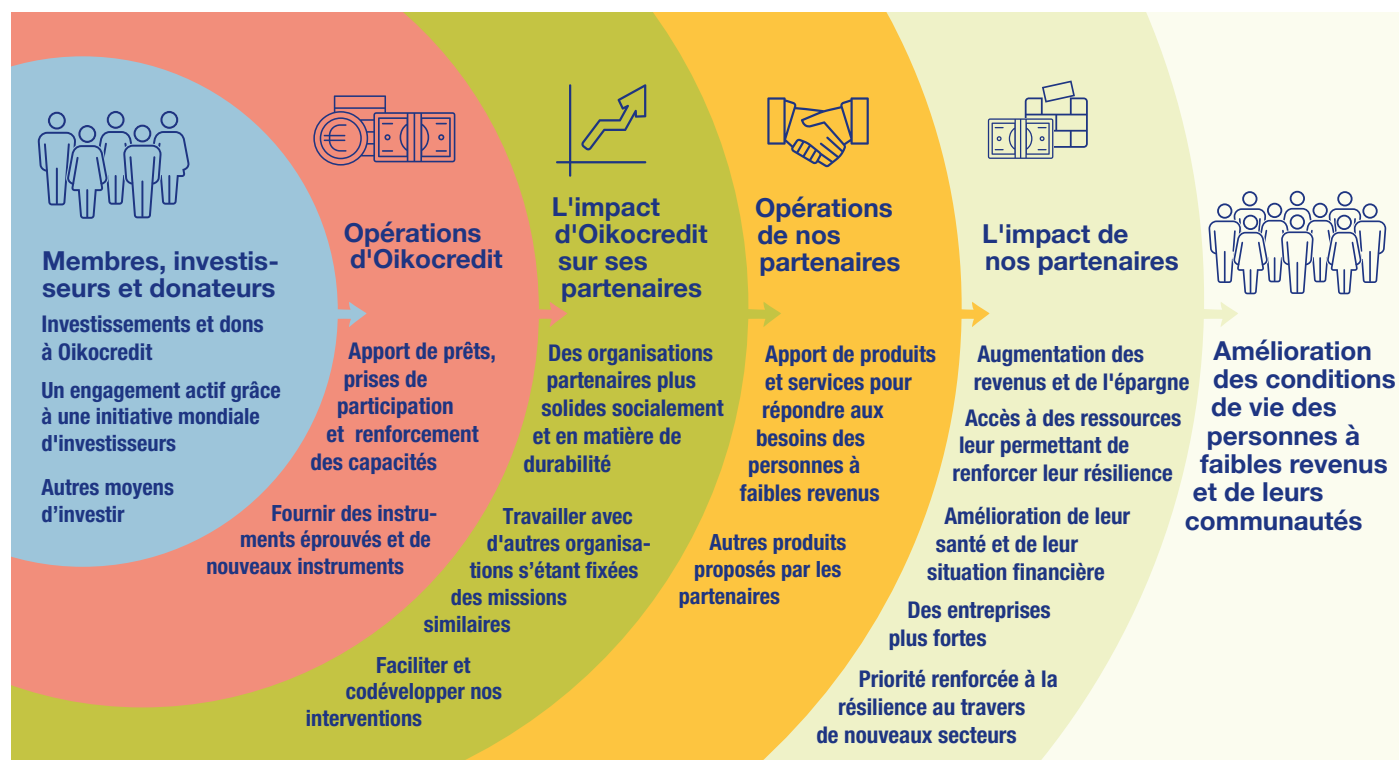 Membres, investis-
seurs et donateurs
Investissements et dons
à Oikocredit
Un engagement actif grâce
à une initiative mondiale
d'investisseurs
Autres moyens
d’investir
Opérations
d'Oikocredit
Apport de prêts,
prises de
participation
et renforcement
des capacités
Fournir des instru-
ments éprouvés et de
nouveaux instruments
L'impact
d'Oikocredit
sur ses
partenaires
Des organisations
partenaires plus
solides socialement
et en matière de
durabilité
Travailler avec
d'autres organisa-
tions s’étant fixées
des missions
similaires
Faciliter et
codévelopper nos
interventions
Opérations
de nos
partenaires
Apport de produits
et services pour
répondre aux
besoins des
personnes à
faibles revenus
Autres produits
proposés par les
partenaires
L'impact de
nos partenaires
Augmentation des
revenus et de l'épargne
Accès à des ressources
leur permettant de
renforcer leur résilience
Amélioration de leur
santé et de leur
situation financière
Des entreprises
plus fortes
Priorité renforcée à la
résilience au travers
de nouveaux secteurs
Amélioration
des conditions
de vie des
personnes à
faibles revenus
et de leurs
communautés